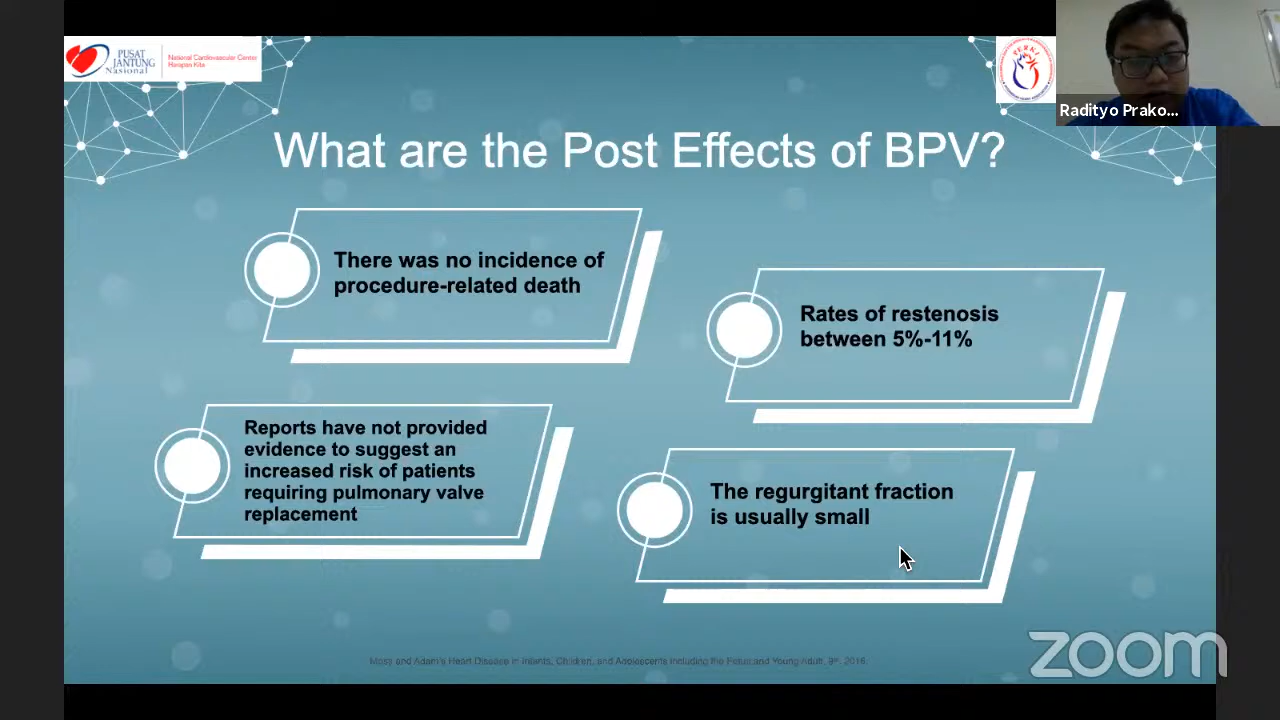 PUSAT
JANTUNG
Nasional
National Cardiovascular Center
Harapan Kita
PERKI
Radityo Prako...
What are the Post Effects of BPV?
There was no incidence of
procedure-related death
Rates of restenosis
between 5%-11%
Reports have not provided
evidence to suggest an
increased risk of patients
requiring pulmonary valve
replacement
The regurgitant fraction
is usually small
Moss and Adam's Heart Disease in Infants, Children, and Adolescents Including the Fetus and Young Adult, 9th, 2016.
zoom